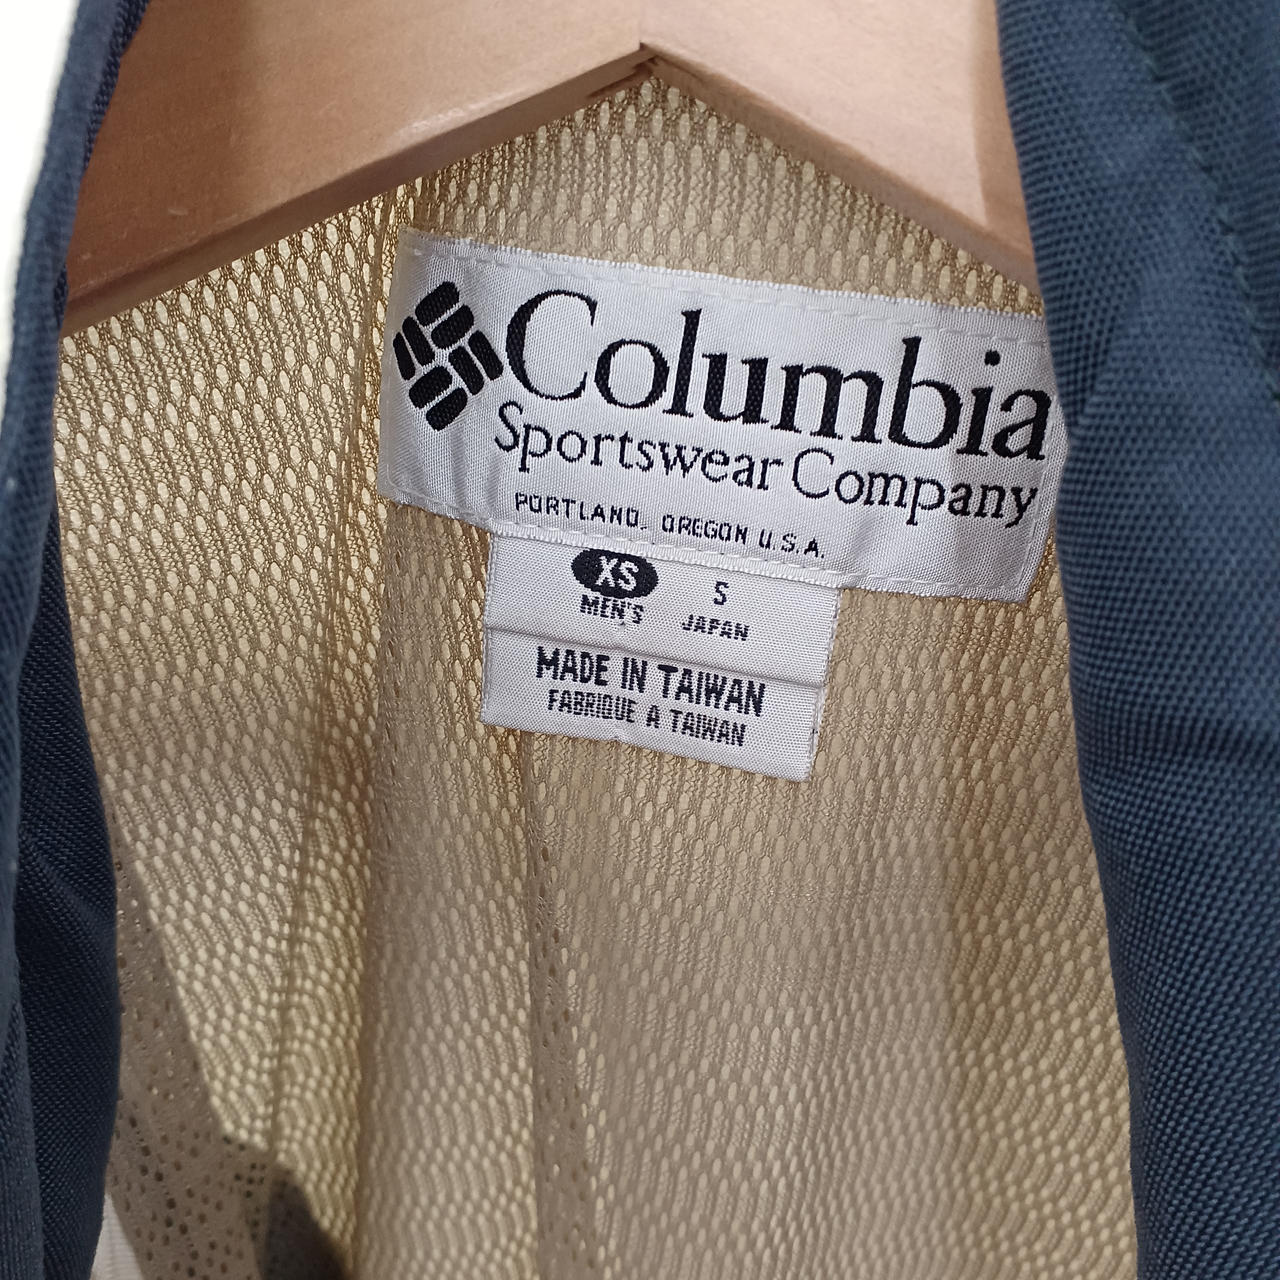 Columbia
Sportswear Company
PORTLAND, OREGON U.S.A.
XS S
MEN'S JAPAN
MADE IN TAIWAN
FABRIQUE A TAIWAN